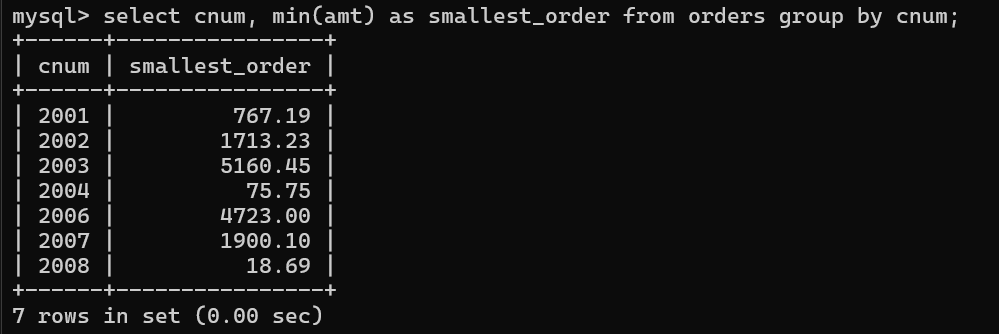 mysql> select cnum, min(amt) as smallest_order from orders group by cnum;
+------+----------------+
| cnum | smallest_order |
+------+----------------+
| 2001 |         767.19 |
| 2002 |        1713.23 |
| 2003 |        5160.45 |
| 2004 |          75.75 |
| 2006 |        4723.00 |
| 2007 |        1900.10 |
| 2008 |          18.69 |
+------+----------------+
7 rows in set (0.00 sec)